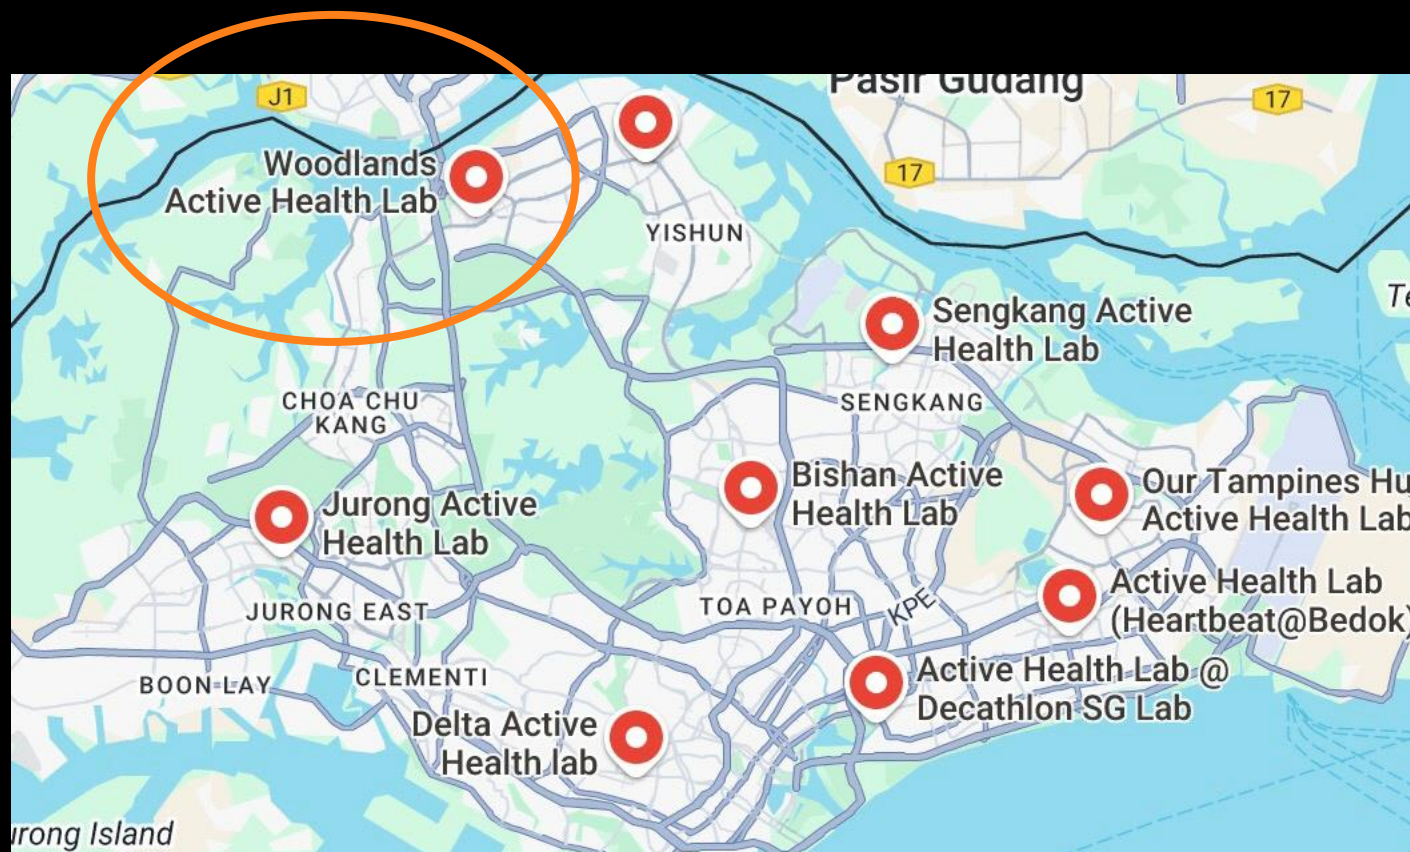 Pasir Gudang
J1
17
Woodlands
Active Health Lab
17
YISHUN
Sengkang Active
Health Lab
CHOA CHU
KANG
SENGKANG
Bishan Active
Health Lab
Our Tampines Hu
Active Health Lab
Jurong Active
Health Lab
Active Health Lab
(Heartbeat@Bedok)
JURONG EAST
TOA PAYOH
KPE
BOON LAY
CLEMENTI
Active Health Lab @
Decathlon SG Lab
Delta Active
Health lab
urong Island